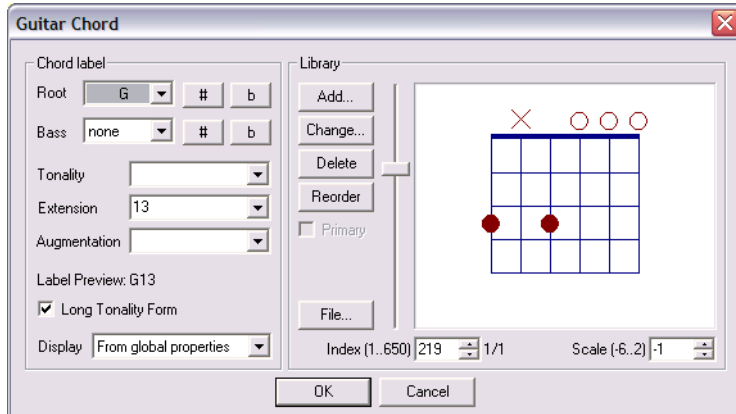 Guitar Chord
Chord label
Root G # b
Bass none # b
Tonality
Extension 13
Augmentation
Label Preview: G13
Long Tonality Form
Display From global properties
Library
Add...
Change...
Delete
Reorder
Primary
File...
Index (1..650) 219 1/1 Scale (-6..2) -1
OK Cancel